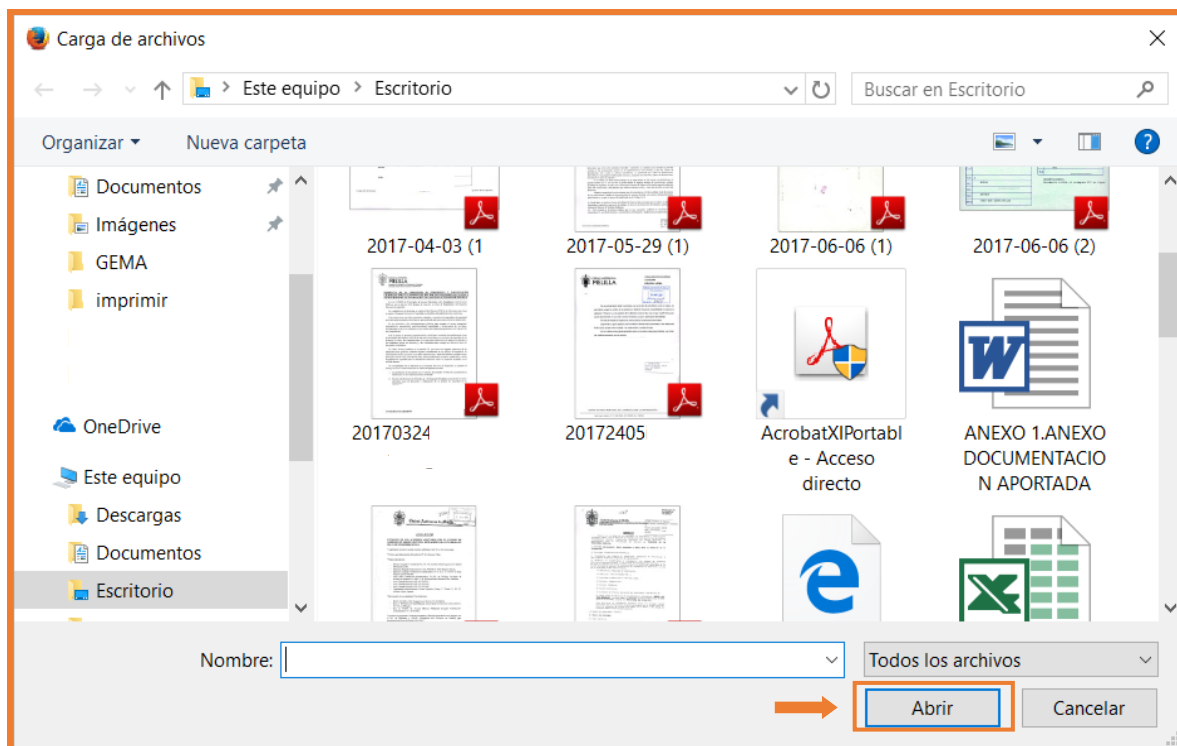 Carga de archivos
Este equipo > Escritorio
Buscar en Escritorio
Organizar
Nueva carpeta
?
Documentos
Imágenes
GEMA
imprimir
OneDrive
Este equipo
Descargas
Documentos
Escritorio
2017-04-03 (1
2017-05-29 (1)
2017-06-06 (1)
2017-06-06 (2)
MELILLA
MELILLA
W
20170324
20172405
AcrobatXIPortabl
e - Acceso
directo
ANEXO 1.ANEXO
DOCUMENTACIO
N APORTADA
e
X
Nombre:
Todos los archivos
Abrir
Cancelar